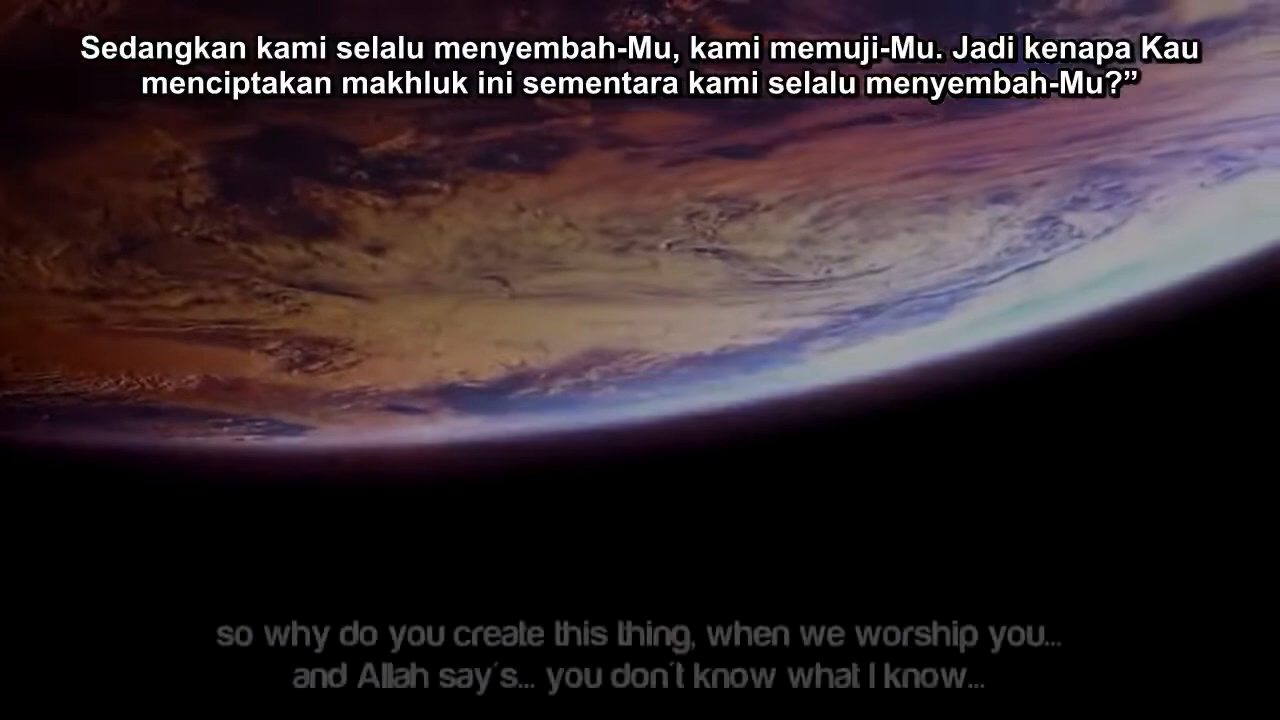 Sedangkan kami selalu menyembah-Mu, kami memuji-Mu. Jadi kenapa Kau
menciptakan makhluk ini sementara kami selalu menyembah-Mu?”
so why do you create this thing, when we worship you...
and Allah say's... you don't know what I know...